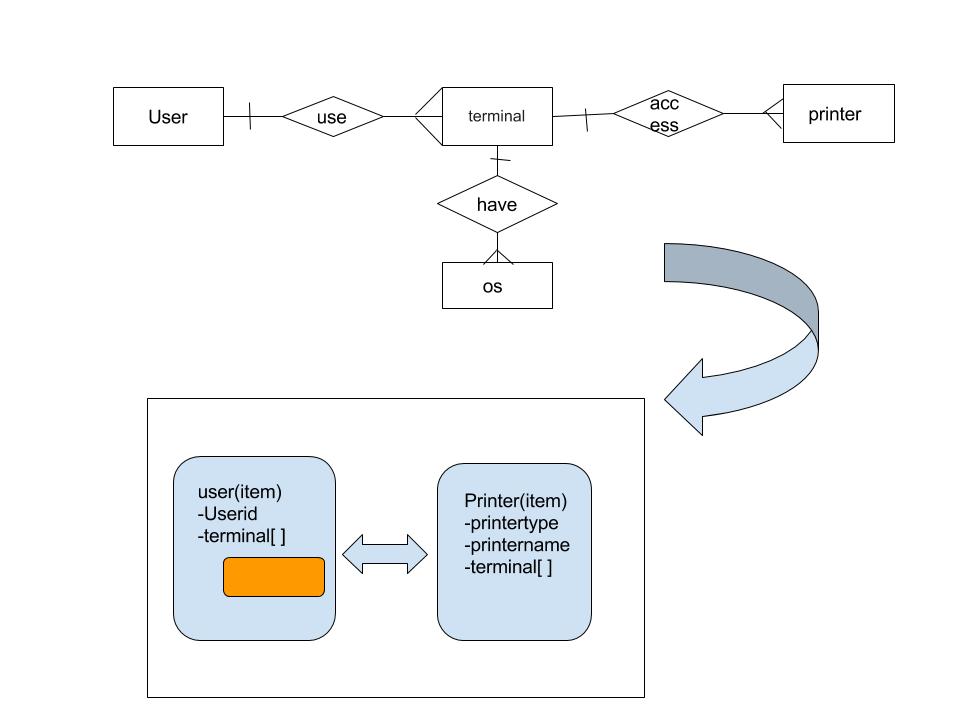 User
use
terminal
acc
ess
printer
have
os
user(item)
-Userid
-terminal[ ]
Printer(item)
-printertype
-printername
-terminal[ ]